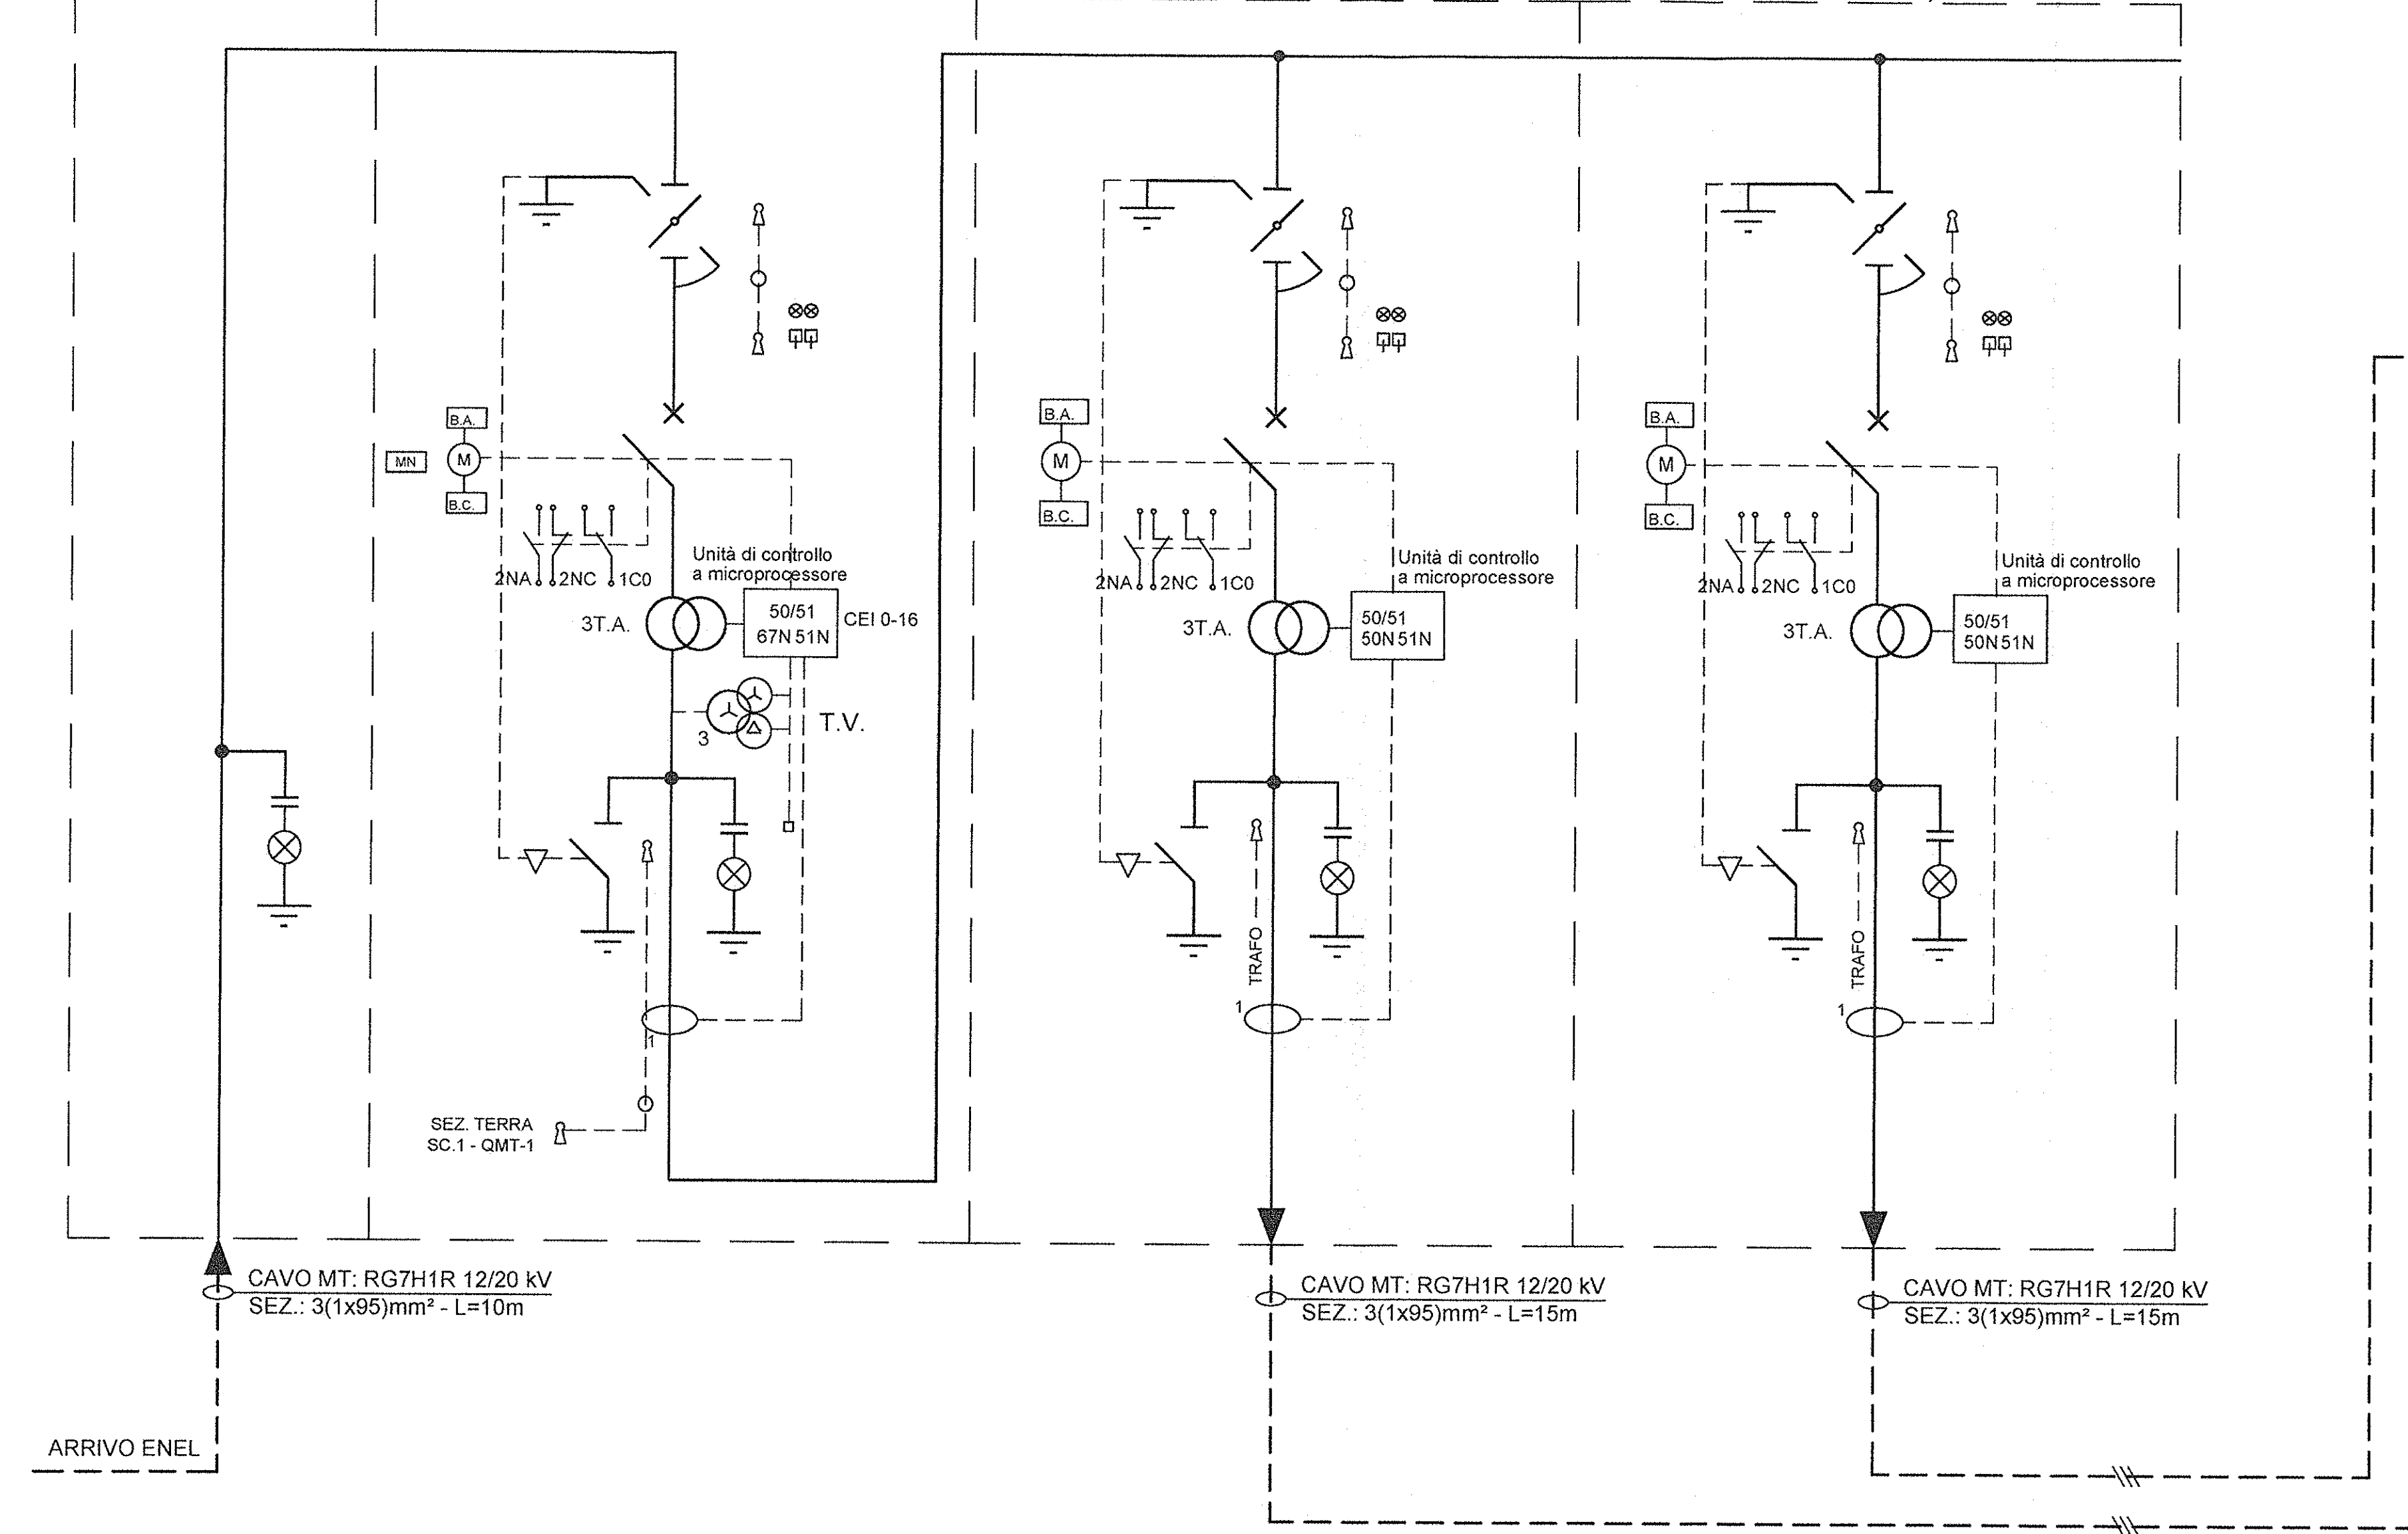 B.A.
MN
M
B.C.
2NA
2NC
1C0
Unità di controllo
a microprocessore
3T.A.
50/51
67N 51N
CEI 0-16
3
T.V.
1
SEZ. TERRA
SC.1 - QMT-1
CAVO MT: RG7H1R 12/20 kV
SEZ.: 3(1x95)mm² - L=10m
ARRIVO ENEL
B.A.
M
B.C.
2NA
2NC
1C0
Unità di controllo
a microprocessore
3T.A.
50/51
50N 51N
TRAFO
1
CAVO MT: RG7H1R 12/20 kV
SEZ.: 3(1x95)mm² - L=15m
B.A.
M
B.C.
2NA
2NC
1C0
Unità di controllo
a microprocessore
3T.A.
50/51
50N 51N
TRAFO
1
CAVO MT: RG7H1R 12/20 kV
SEZ.: 3(1x95)mm² - L=15m